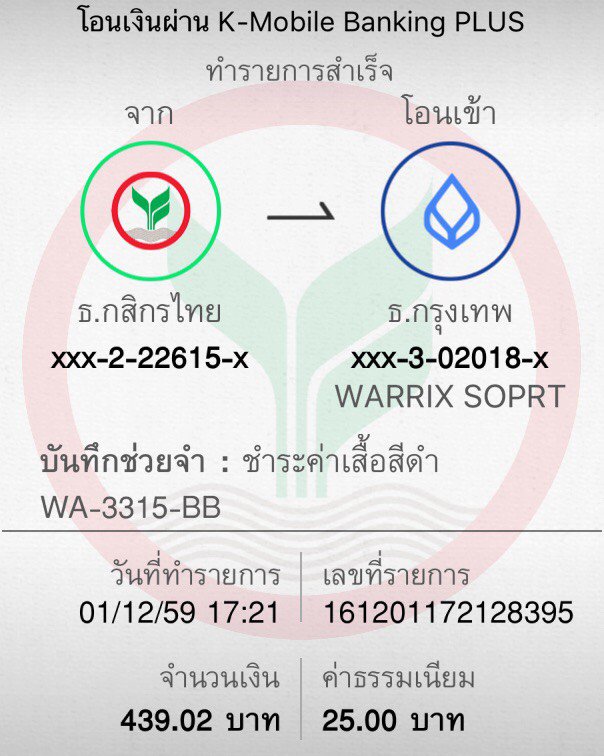 โอนเงินผ่าน K-Mobile Banking PLUS
ทำรายการสำเร็จ
จาก
โอนเข้า
ธ.กสิกรไทย
ธ.กรุงเทพ
xxx-2-22615-x
xxx-3-02018-x
WARRIX SOPRT
บันทึกช่วยจำ : ชำระค่าเสื้อสีดำ
WA-3315-BB
วันที่ทำรายการ
เลขที่รายการ
01/12/59 17:21
161201172128395
จำนวนเงิน
ค่าธรรมเนียม
439.02 บาท
25.00 บาท